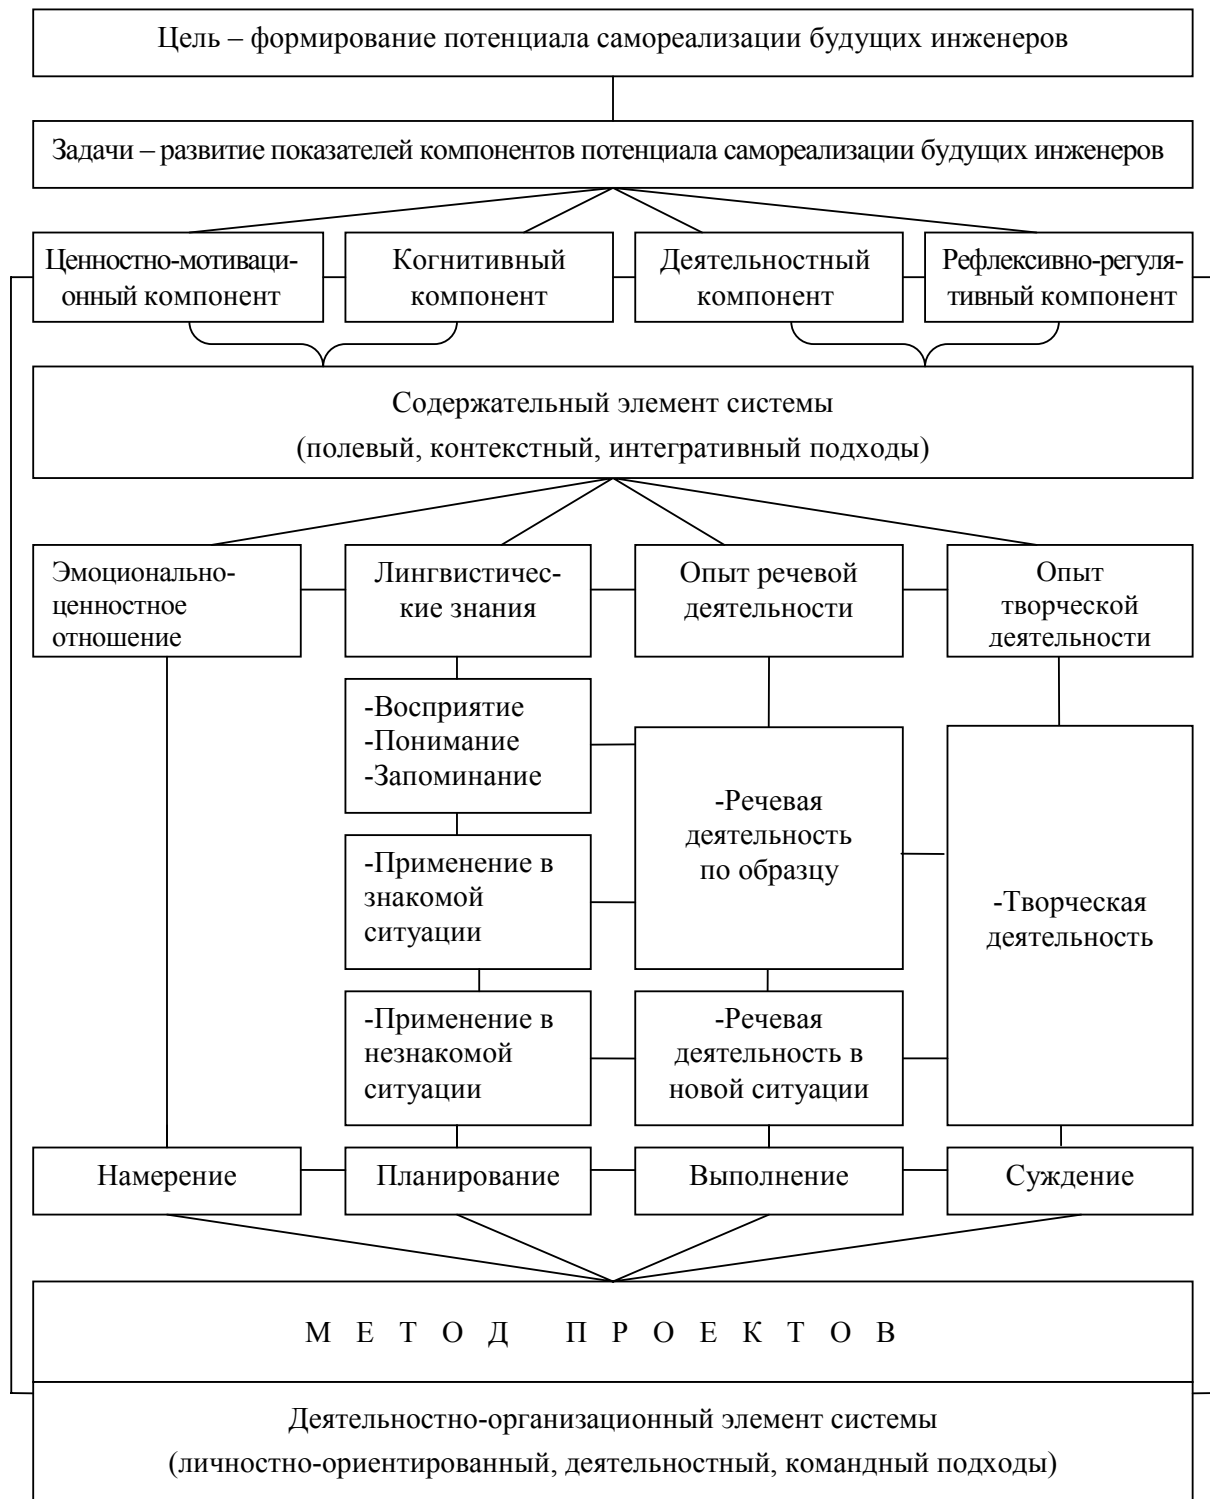 Цель – формирование потенциала самореализации будущих инженеров
Задачи – развитие показателей компонентов потенциала самореализации будущих инженеров
Ценностно-мотиваци-
онный компонент
Когнитивный
компонент
Деятельностный
компонент
Рефлексивно-регуля-
тивный компонент
Содержательный элемент системы
(полевый, контекстный, интегративный подходы)
Эмоционально-
ценностное
отношение
Лингвистичес-
кие знания
Опыт речевой
деятельности
Опыт
творческой
деятельности
-Восприятие
-Понимание
-Запоминание
-Речевая
деятельность
по образцу
-Применение в
знакомой
ситуации
-Творческая
деятельность
-Применение в
незнакомой
ситуации
-Речевая
деятельность в
новой ситуации
Намерение
Планирование
Выполнение
Суждение
М Е Т О Д П Р О Е К Т О В
Деятельностно-организационный элемент системы
(личностно-ориентированный, деятельностный, командный подходы)